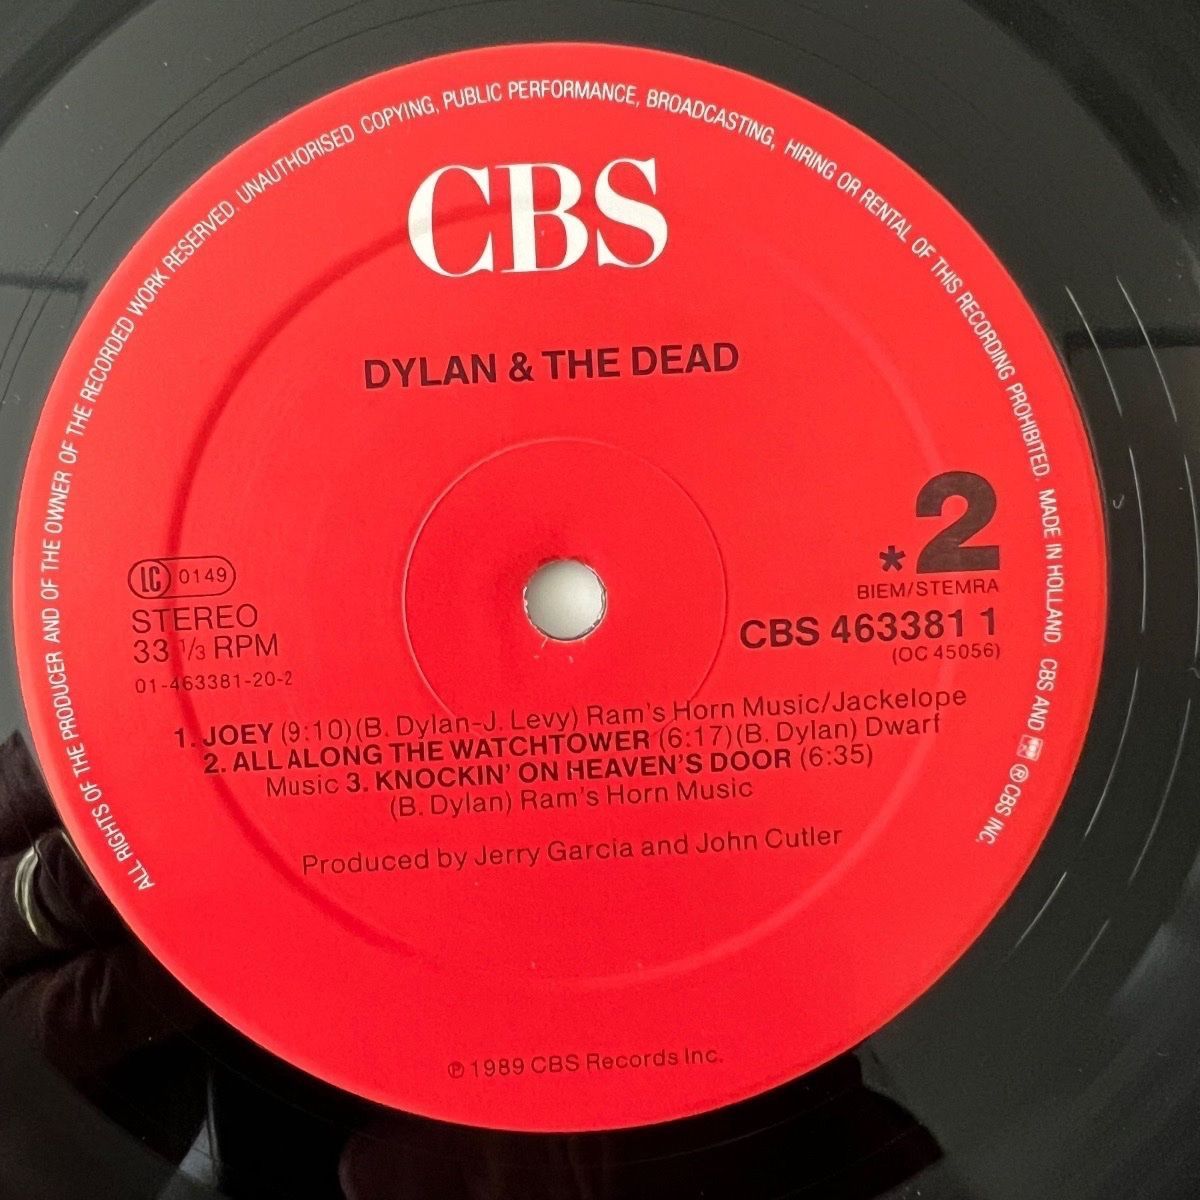 ALL RIGHTS OF THE PRODUCER AND OF THE OWNER OF THE RECORDED WORK RESERVED. UNAUTHORISED COPYING, PUBLIC PERFORMANCE, BROADCASTING, HIRING OR RENTAL OF THIS RECORDING PROHIBITED. MADE IN HOLLAND. CBS AND ℗ CBS INC.
CBS
DYLAN & THE DEAD
*2
BIEM/STEMRA
CBS 463381 1
(OC 45056)
LC 0149
STEREO
33 1/3 RPM
01-463381-20-2
1. JOEY (9:10)(B. Dylan-J. Levy) Ram's Horn Music/Jackelope
2. ALL ALONG THE WATCHTOWER (6:17)(B. Dylan) Dwarf
Music 3. KNOCKIN' ON HEAVEN'S DOOR (6:35)
(B. Dylan) Ram's Horn Music
Produced by Jerry Garcia and John Cutler
℗ 1989 CBS Records Inc.